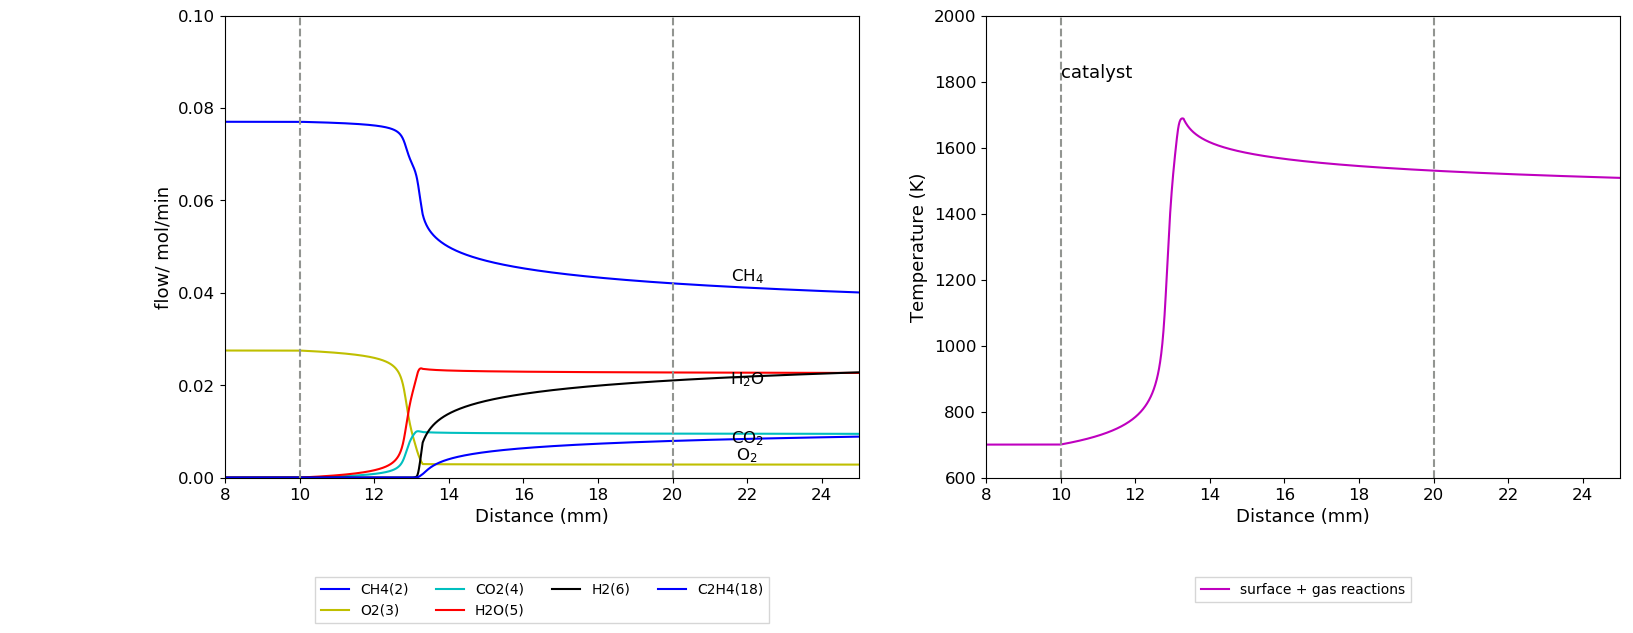 0.10
0.08
0.06
0.04
0.02
0.00
flow/ mol/min
CH₄
H₂O
CO₂
O₂
8 10 12 14 16 18 20 22 24
Distance (mm)
CH4(2) CO2(4) H2(6) C2H4(18)
O2(3) H2O(5)
2000
1800
1600
1400
1200
1000
800
600
Temperature (K)
catalyst
8 10 12 14 16 18 20 22 24
Distance (mm)
surface + gas reactions